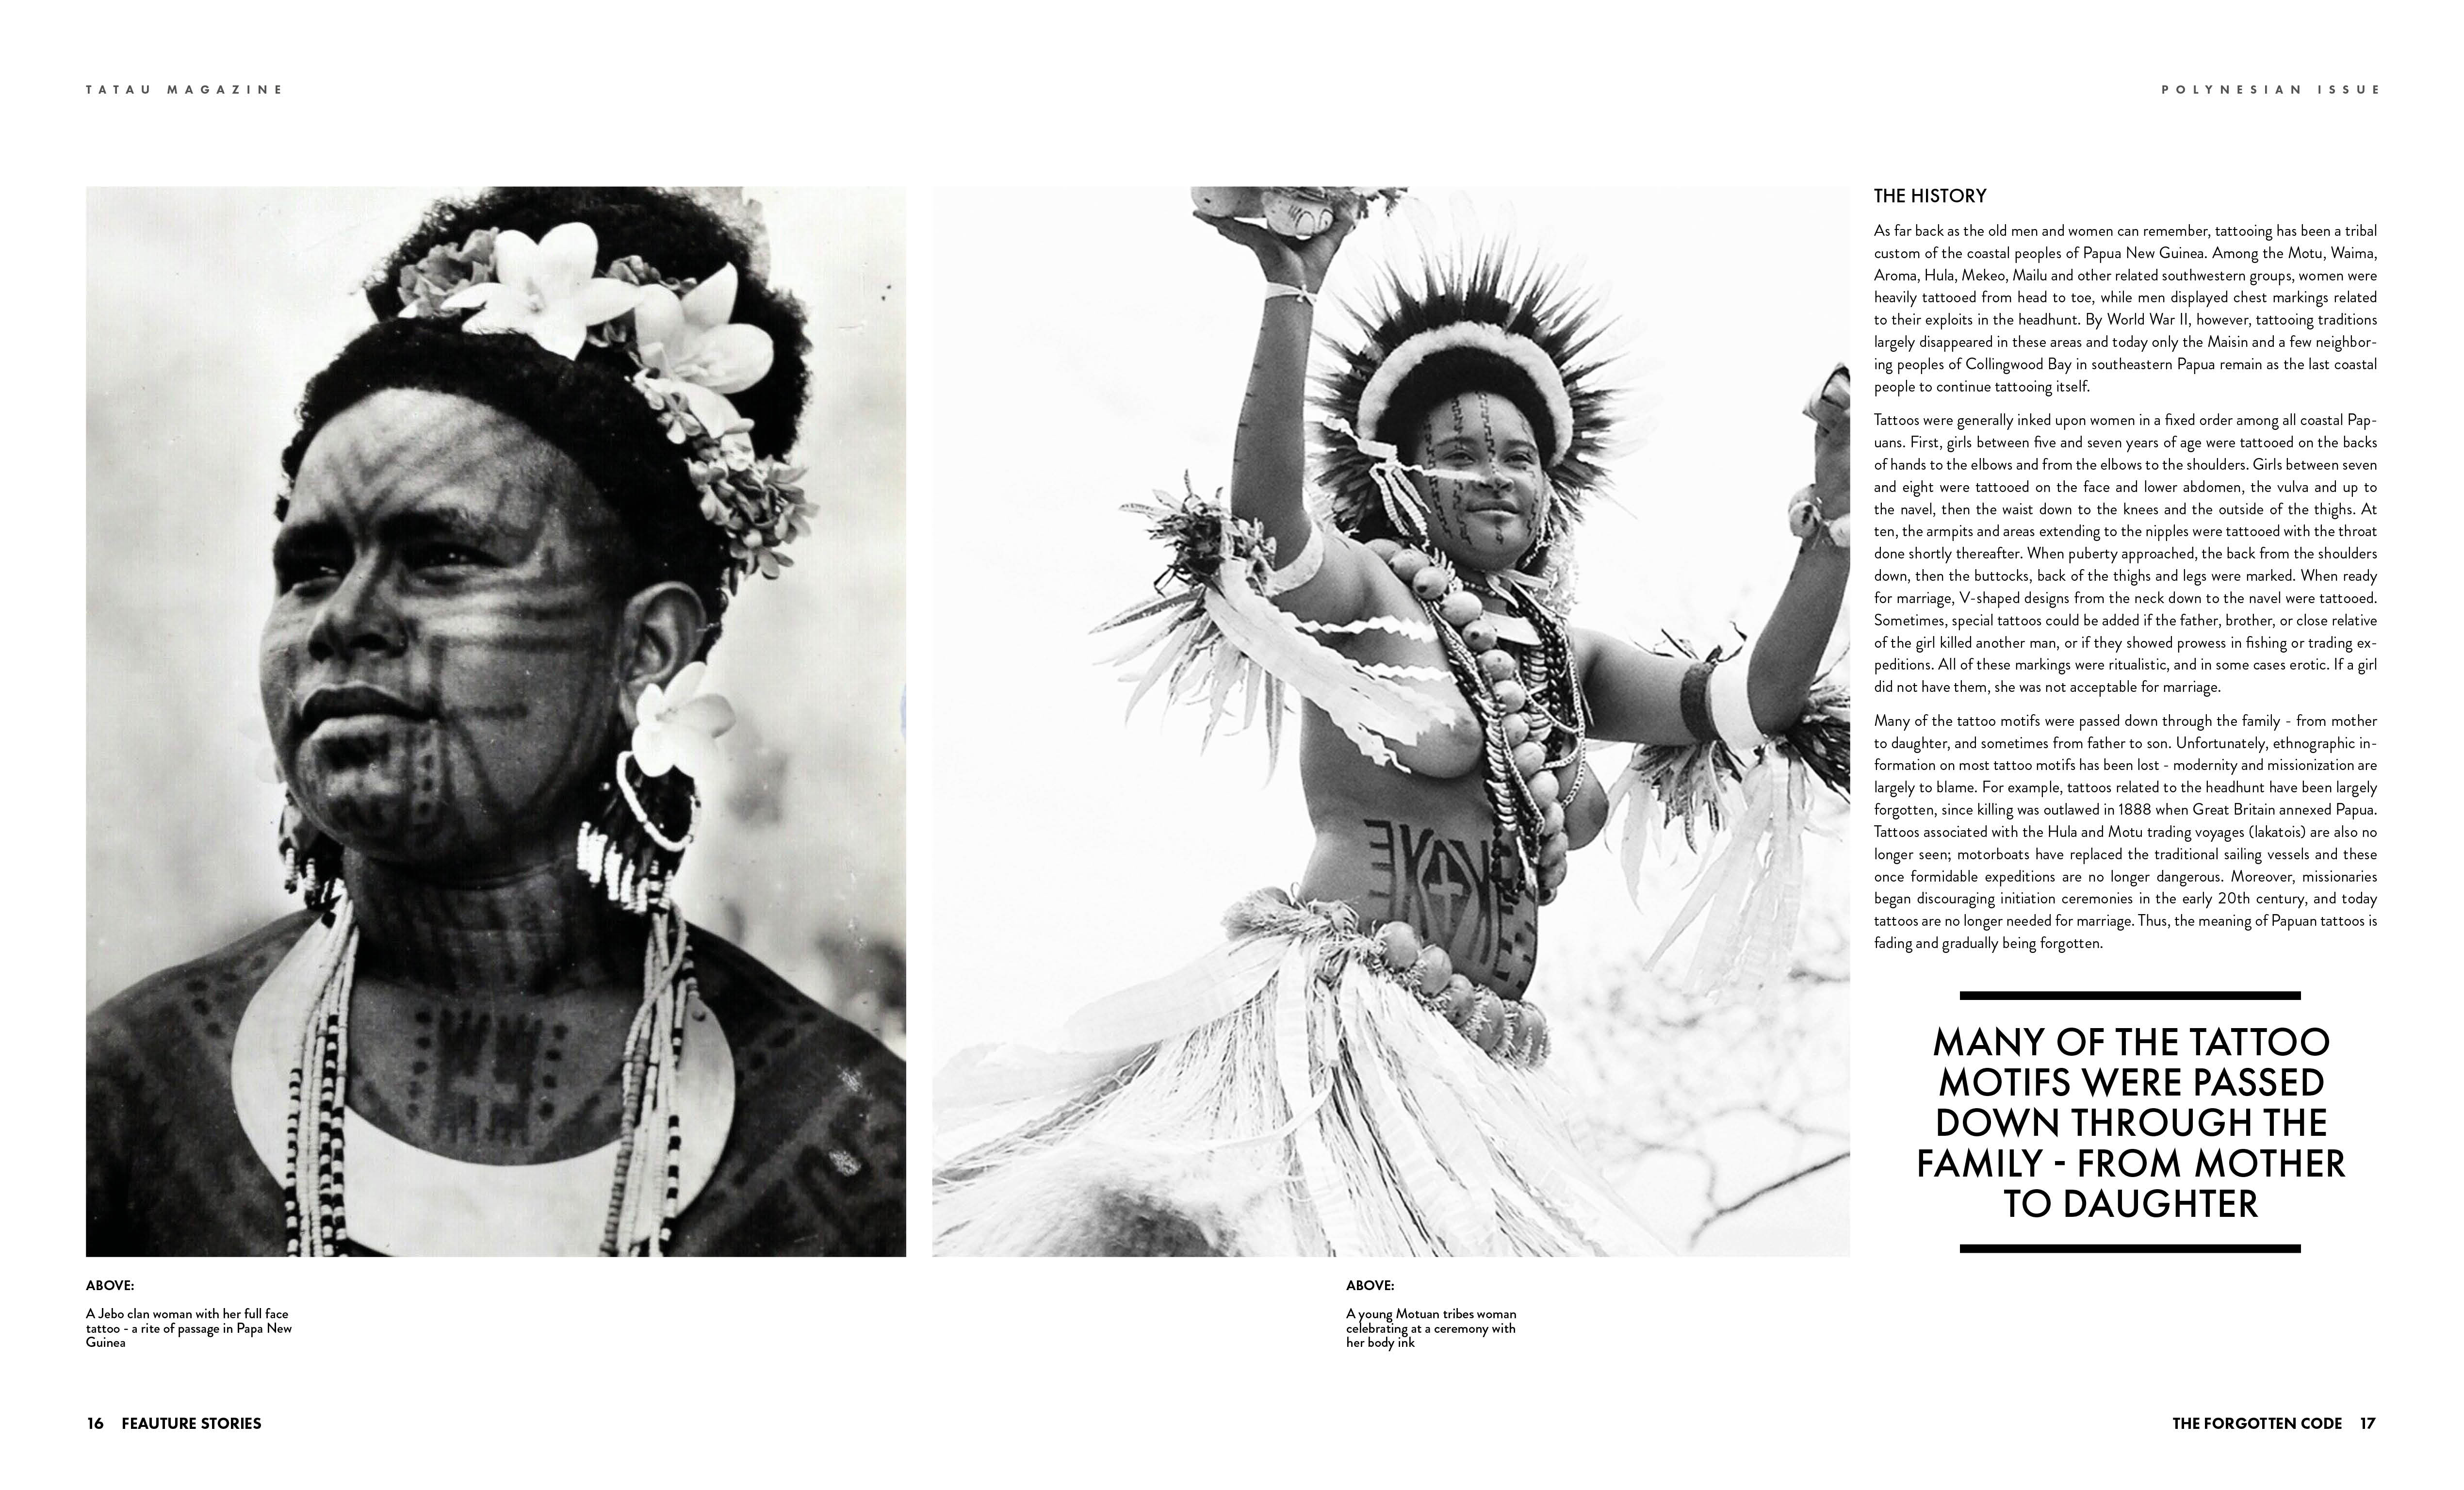 TATAU MAGAZINE
POLYNESIAN ISSUE
THE HISTORY
As far back as the old men and women can remember, tattooing has been a tribal
custom of the coastal peoples of Papua New Guinea. Among the Motu, Waima,
Aroma, Hula, Mekeo, Mailu and other related southwestern groups, women were
heavily tattooed from head to toe, while men displayed chest markings related
to their exploits in the headhunt. By World War II, however, tattooing traditions
largely disappeared in these areas and today only the Maisin and a few neighbor-
ing peoples of Collingwood Bay in southeastern Papua remain as the last coastal
people to continue tattooing itself.
Tattoos were generally inked upon women in a fixed order among all coastal Pap-
uans. First, girls between five and seven years of age were tattooed on the backs
of hands to the elbows and from the elbows to the shoulders. Girls between seven
and eight were tattooed on the face and lower abdomen, the vulva and up to
the navel, then the waist down to the knees and the outside of the thighs. At
ten, the armpits and areas extending to the nipples were tattooed with the throat
done shortly thereafter. When puberty approached, the back from the shoulders
down, then the buttocks, back of the thighs and legs were marked. When ready
for marriage, V-shaped designs from the neck down to the navel were tattooed.
Sometimes, special tattoos could be added if the father, brother, or close relative
of the girl killed another man, or if they showed prowess in fishing or trading ex-
peditions. All of these markings were ritualistic, and in some cases erotic. If a girl
did not have them, she was not acceptable for marriage.
Many of the tattoo motifs were passed down through the family - from mother
to daughter, and sometimes from father to son. Unfortunately, ethnographic in-
formation on most tattoo motifs has been lost - modernity and missionization are
largely to blame. For example, tattoos related to the headhunt have been largely
forgotten, since killing was outlawed in 1888 when Great Britain annexed Papua.
Tattoos associated with the Hula and Motu trading voyages (lakatois) are also no
longer seen; motorboats have replaced the traditional sailing vessels and these
once formidable expeditions are no longer dangerous. Moreover, missionaries
began discouraging initiation ceremonies in the early 20th century, and today
tattoos are no longer needed for marriage. Thus, the meaning of Papuan tattoos is
fading and gradually being forgotten.
MANY OF THE TATTOO
MOTIFS WERE PASSED
DOWN THROUGH THE
FAMILY - FROM MOTHER
TO DAUGHTER
ABOVE:
A Jebo clan woman with her full face
tattoo - a rite of passage in Papa New
Guinea
ABOVE:
A young Motuan tribes woman
celebrating at a ceremony with
her body ink
16 FEAUTURE STORIES
THE FORGOTTEN CODE 17